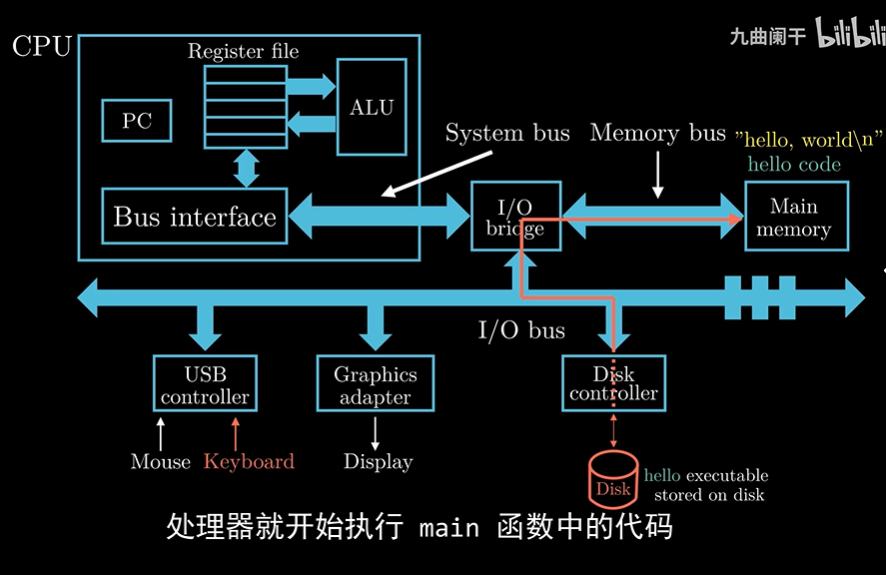 九曲阑干 bilibili
CPU
Register file
PC
ALU
System bus
Memory bus
"hello, world\n"
hello code
Bus interface
I/O
bridge
Main
memory
I/O bus
USB
controller
Graphics
adapter
Disk
controller
Mouse
Keyboard
Display
Disk
hello executable
stored on disk
处理器就开始执行 main 函数中的代码